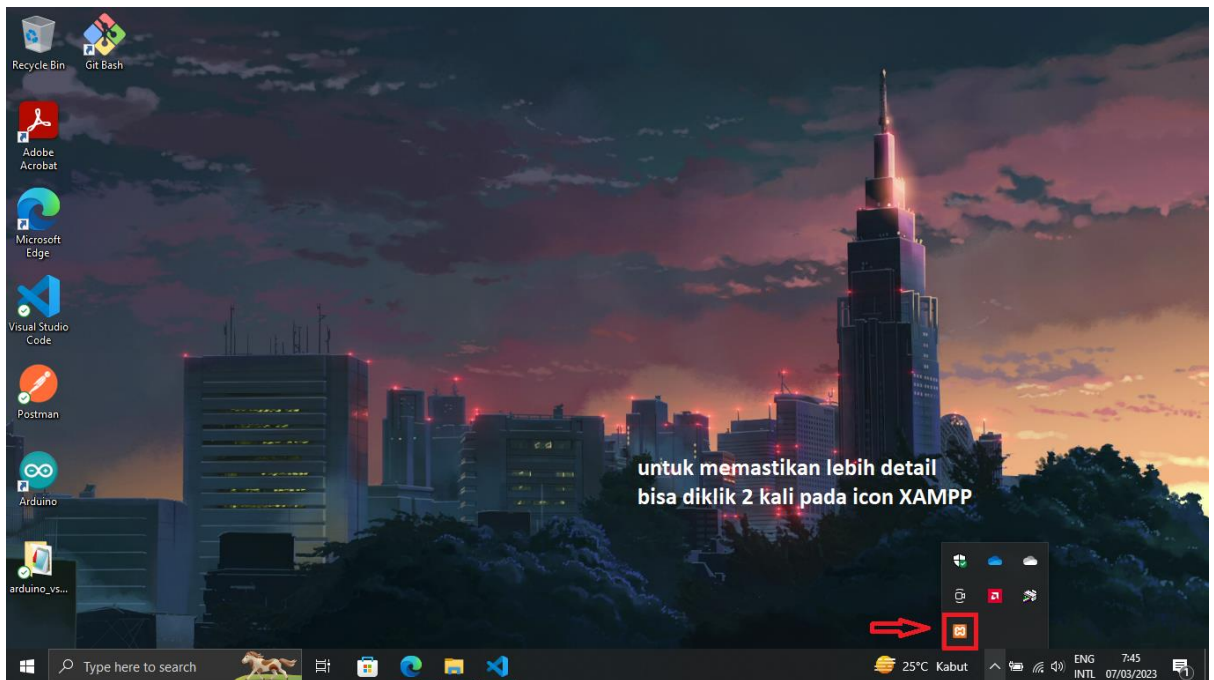 Recycle Bin
Git Bash
Adobe
Acrobat
Microsoft
Edge
Visual Studio
Code
Postman
Arduino
arduino_vs...
untuk memastikan lebih detail
bisa diklik 2 kali pada icon XAMPP
Type here to search
25°C Kabut
ENG
INTL
7:45
07/03/2023
1